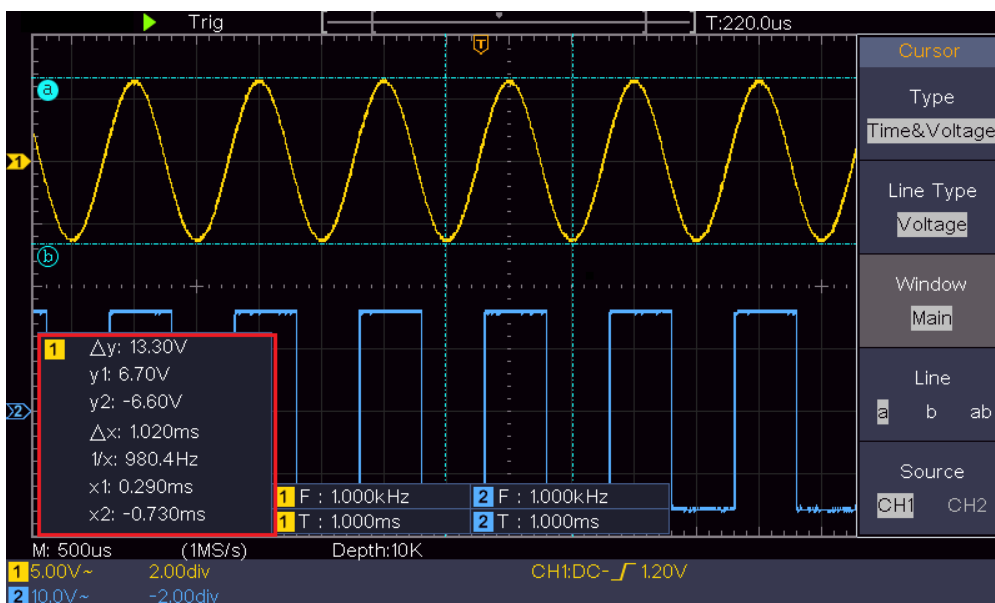 Trig
T:220.0us
T
Cursor
Type
Time&Voltage
Line Type
Voltage
Window
Main
Line
a b ab
Source
CH1 CH2
a
1
b
2
1 △y: 13.30V
y1: 6.70V
y2: -6.60V
△x: 1.020ms
1/x: 980.4Hz
x1: 0.290ms
x2: -0.730ms
1 F : 1.000kHz 2 F : 1.000kHz
1 T : 1.000ms 2 T : 1.000ms
M: 500us (1MS/s) Depth:10K
1 5.00V~ 2.00div CH1:DC- 1.20V
2 10.0V~ -2.00div